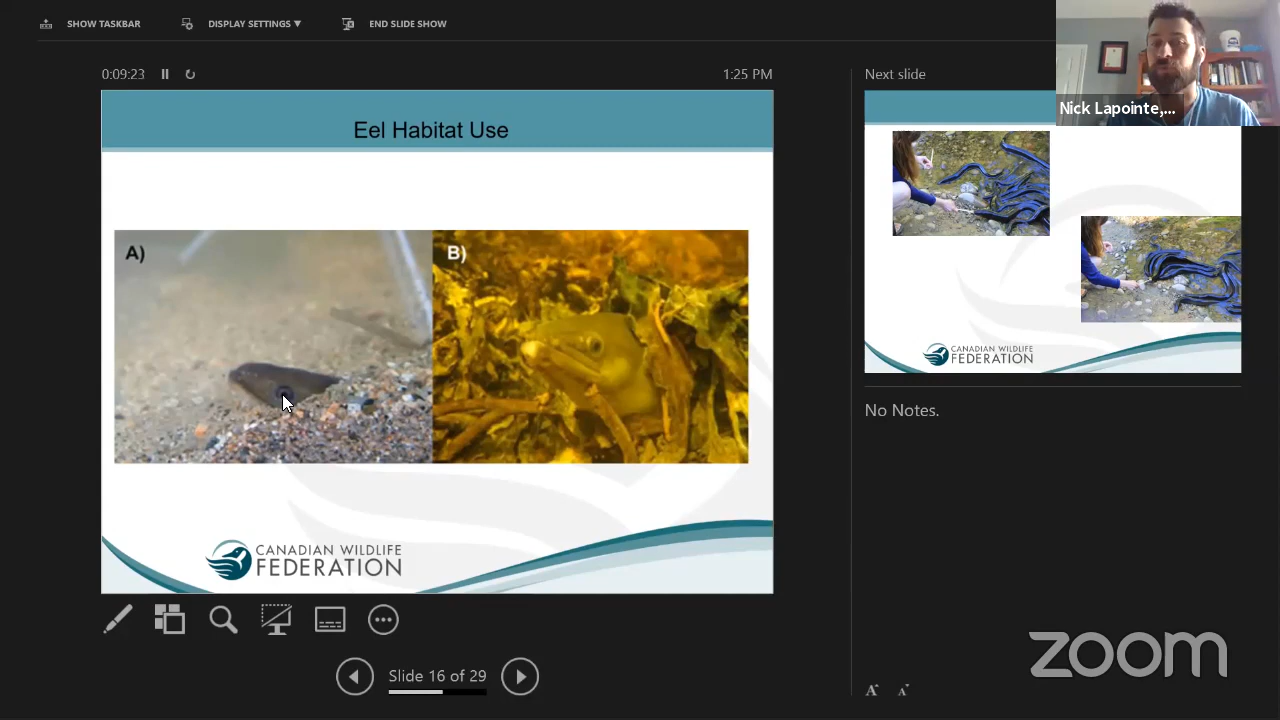 SHOW TASKBAR
DISPLAY SETTINGS ▼
END SLIDE SHOW
0:09:23
1:25 PM
Next slide
Nick Lapointe,...
Eel Habitat Use
A)
B)
CANADIAN WILDLIFE
FEDERATION
CANADIAN WILDLIFE
FEDERATION
No Notes.
Slide 16 of 29
A
A
zoom